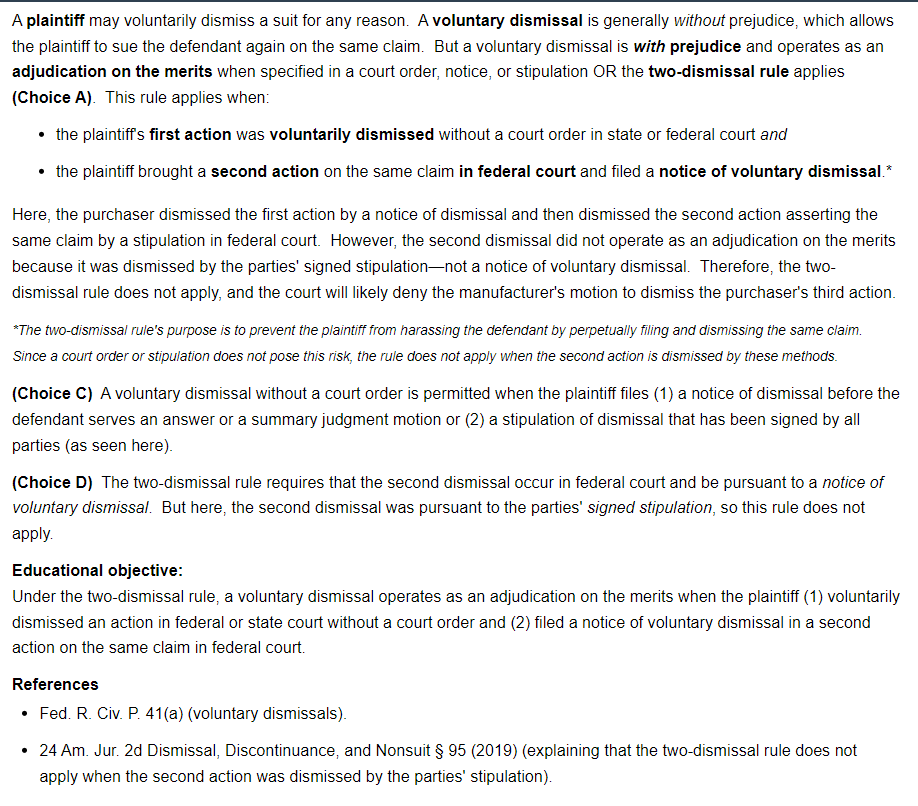 A plaintiff may voluntarily dismiss a suit for any reason. A voluntary dismissal is generally without prejudice, which allows
the plaintiff to sue the defendant again on the same claim. But a voluntary dismissal is with prejudice and operates as an
adjudication on the merits when specified in a court order, notice, or stipulation OR the two-dismissal rule applies
(Choice A). This rule applies when:
• the plaintiff's first action was voluntarily dismissed without a court order in state or federal court and
• the plaintiff brought a second action on the same claim in federal court and filed a notice of voluntary dismissal.*
Here, the purchaser dismissed the first action by a notice of dismissal and then dismissed the second action asserting the
same claim by a stipulation in federal court. However, the second dismissal did not operate as an adjudication on the merits
because it was dismissed by the parties' signed stipulation—not a notice of voluntary dismissal. Therefore, the two-
dismissal rule does not apply, and the court will likely deny the manufacturer's motion to dismiss the purchaser's third action.
*The two-dismissal rule's purpose is to prevent the plaintiff from harassing the defendant by perpetually filing and dismissing the same claim.
Since a court order or stipulation does not pose this risk, the rule does not apply when the second action is dismissed by these methods.
(Choice C) A voluntary dismissal without a court order is permitted when the plaintiff files (1) a notice of dismissal before the
defendant serves an answer or a summary judgment motion or (2) a stipulation of dismissal that has been signed by all
parties (as seen here).
(Choice D) The two-dismissal rule requires that the second dismissal occur in federal court and be pursuant to a notice of
voluntary dismissal. But here, the second dismissal was pursuant to the parties' signed stipulation, so this rule does not
apply.
Educational objective:
Under the two-dismissal rule, a voluntary dismissal operates as an adjudication on the merits when the plaintiff (1) voluntarily
dismissed an action in federal or state court without a court order and (2) filed a notice of voluntary dismissal in a second
action on the same claim in federal court.
References
• Fed. R. Civ. P. 41(a) (voluntary dismissals).
• 24 Am. Jur. 2d Dismissal, Discontinuance, and Nonsuit § 95 (2019) (explaining that the two-dismissal rule does not
apply when the second action was dismissed by the parties' stipulation).